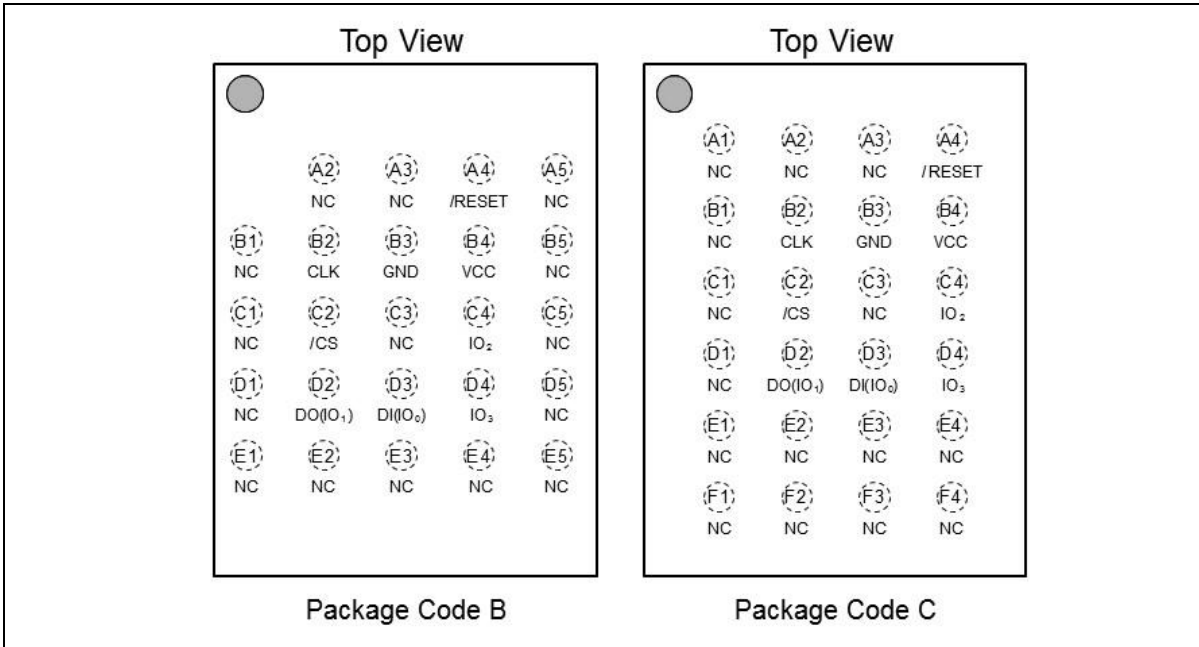 Top View
A2 A3 A4 A5
NC NC /RESET NC
B1 B2 B3 B4 B5
NC CLK GND VCC NC
C1 C2 C3 C4 C5
NC /CS NC IO₂ NC
D1 D2 D3 D4 D5
NC DO(IO₁) DI(IO₀) IO₃ NC
E1 E2 E3 E4 E5
NC NC NC NC NC
Package Code B
Top View
A1 A2 A3 A4
NC NC NC /RESET
B1 B2 B3 B4
NC CLK GND VCC
C1 C2 C3 C4
NC /CS NC IO₂
D1 D2 D3 D4
NC DO(IO₁) DI(IO₀) IO₃
E1 E2 E3 E4
NC NC NC NC
F1 F2 F3 F4
NC NC NC NC
Package Code C